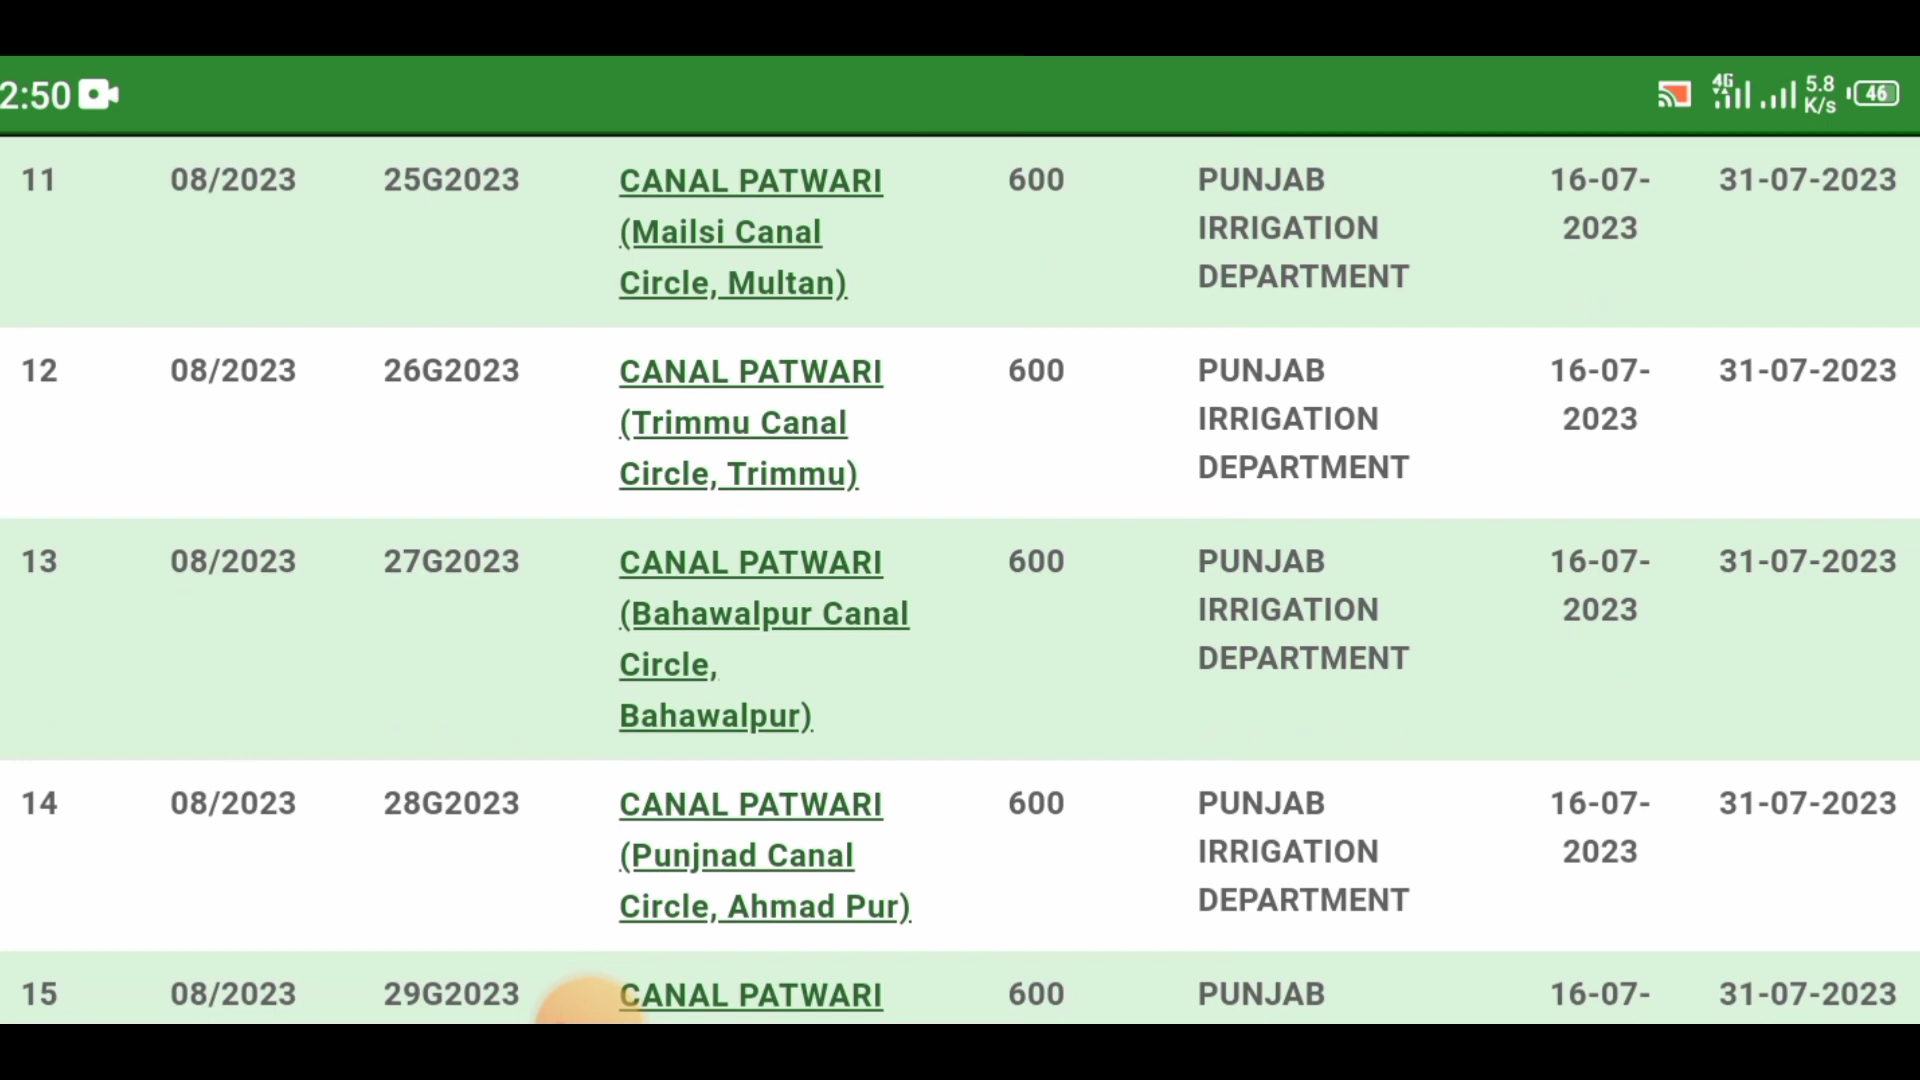 2:50
4G 5.8 K/s 46
11 08/2023 25G2023 CANAL PATWARI 600 PUNJAB 16-07- 31-07-2023
(Mailsi Canal IRRIGATION 2023
Circle, Multan) DEPARTMENT
12 08/2023 26G2023 CANAL PATWARI 600 PUNJAB 16-07- 31-07-2023
(Trimmu Canal IRRIGATION 2023
Circle, Trimmu) DEPARTMENT
13 08/2023 27G2023 CANAL PATWARI 600 PUNJAB 16-07- 31-07-2023
(Bahawalpur Canal IRRIGATION 2023
Circle, DEPARTMENT
Bahawalpur)
14 08/2023 28G2023 CANAL PATWARI 600 PUNJAB 16-07- 31-07-2023
(Punjnad Canal IRRIGATION 2023
Circle, Ahmad Pur) DEPARTMENT
15 08/2023 29G2023 CANAL PATWARI 600 PUNJAB 16-07- 31-07-2023